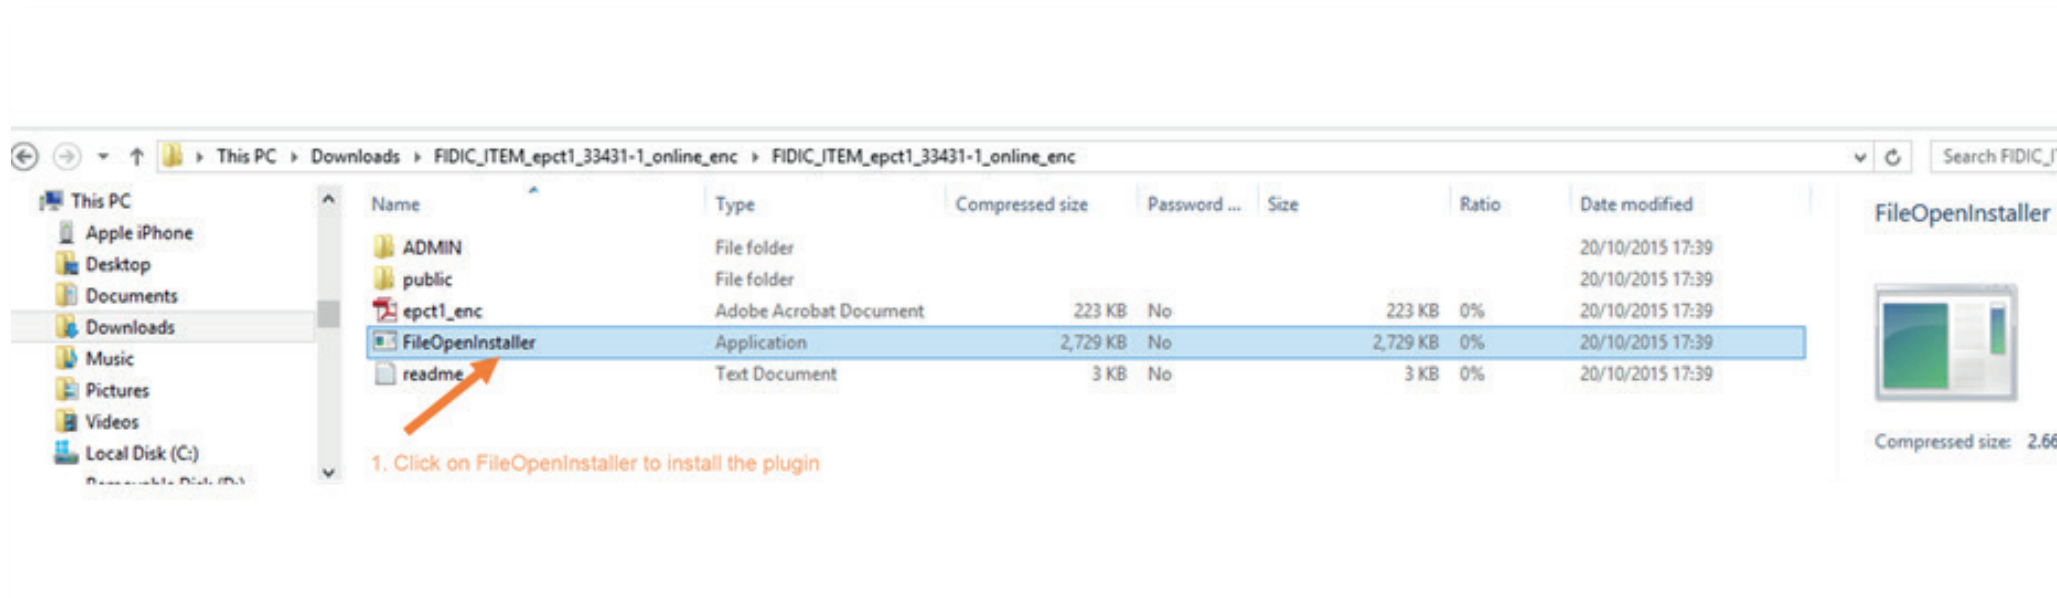 This PC Downloads FIDIC_ITEM_epct1_33431-1_online_enc FIDIC_ITEM_epct1_33431-1_online_enc
Search FIDIC_IT
This PC
Apple iPhone
Desktop
Documents
Downloads
Music
Pictures
Videos
Local Disk (C:)
Removable Disk (D:)
Name Type Compressed size Password ... Size Ratio Date modified
ADMIN File folder 20/10/2015 17:39
public File folder 20/10/2015 17:39
epct1_enc Adobe Acrobat Document 223 KB No 223 KB 0% 20/10/2015 17:39
FileOpenInstaller Application 2,729 KB No 2,729 KB 0% 20/10/2015 17:39
readme Text Document 3 KB No 3 KB 0% 20/10/2015 17:39
1. Click on FileOpenInstaller to install the plugin
FileOpenInstaller
Compressed size: 2.66